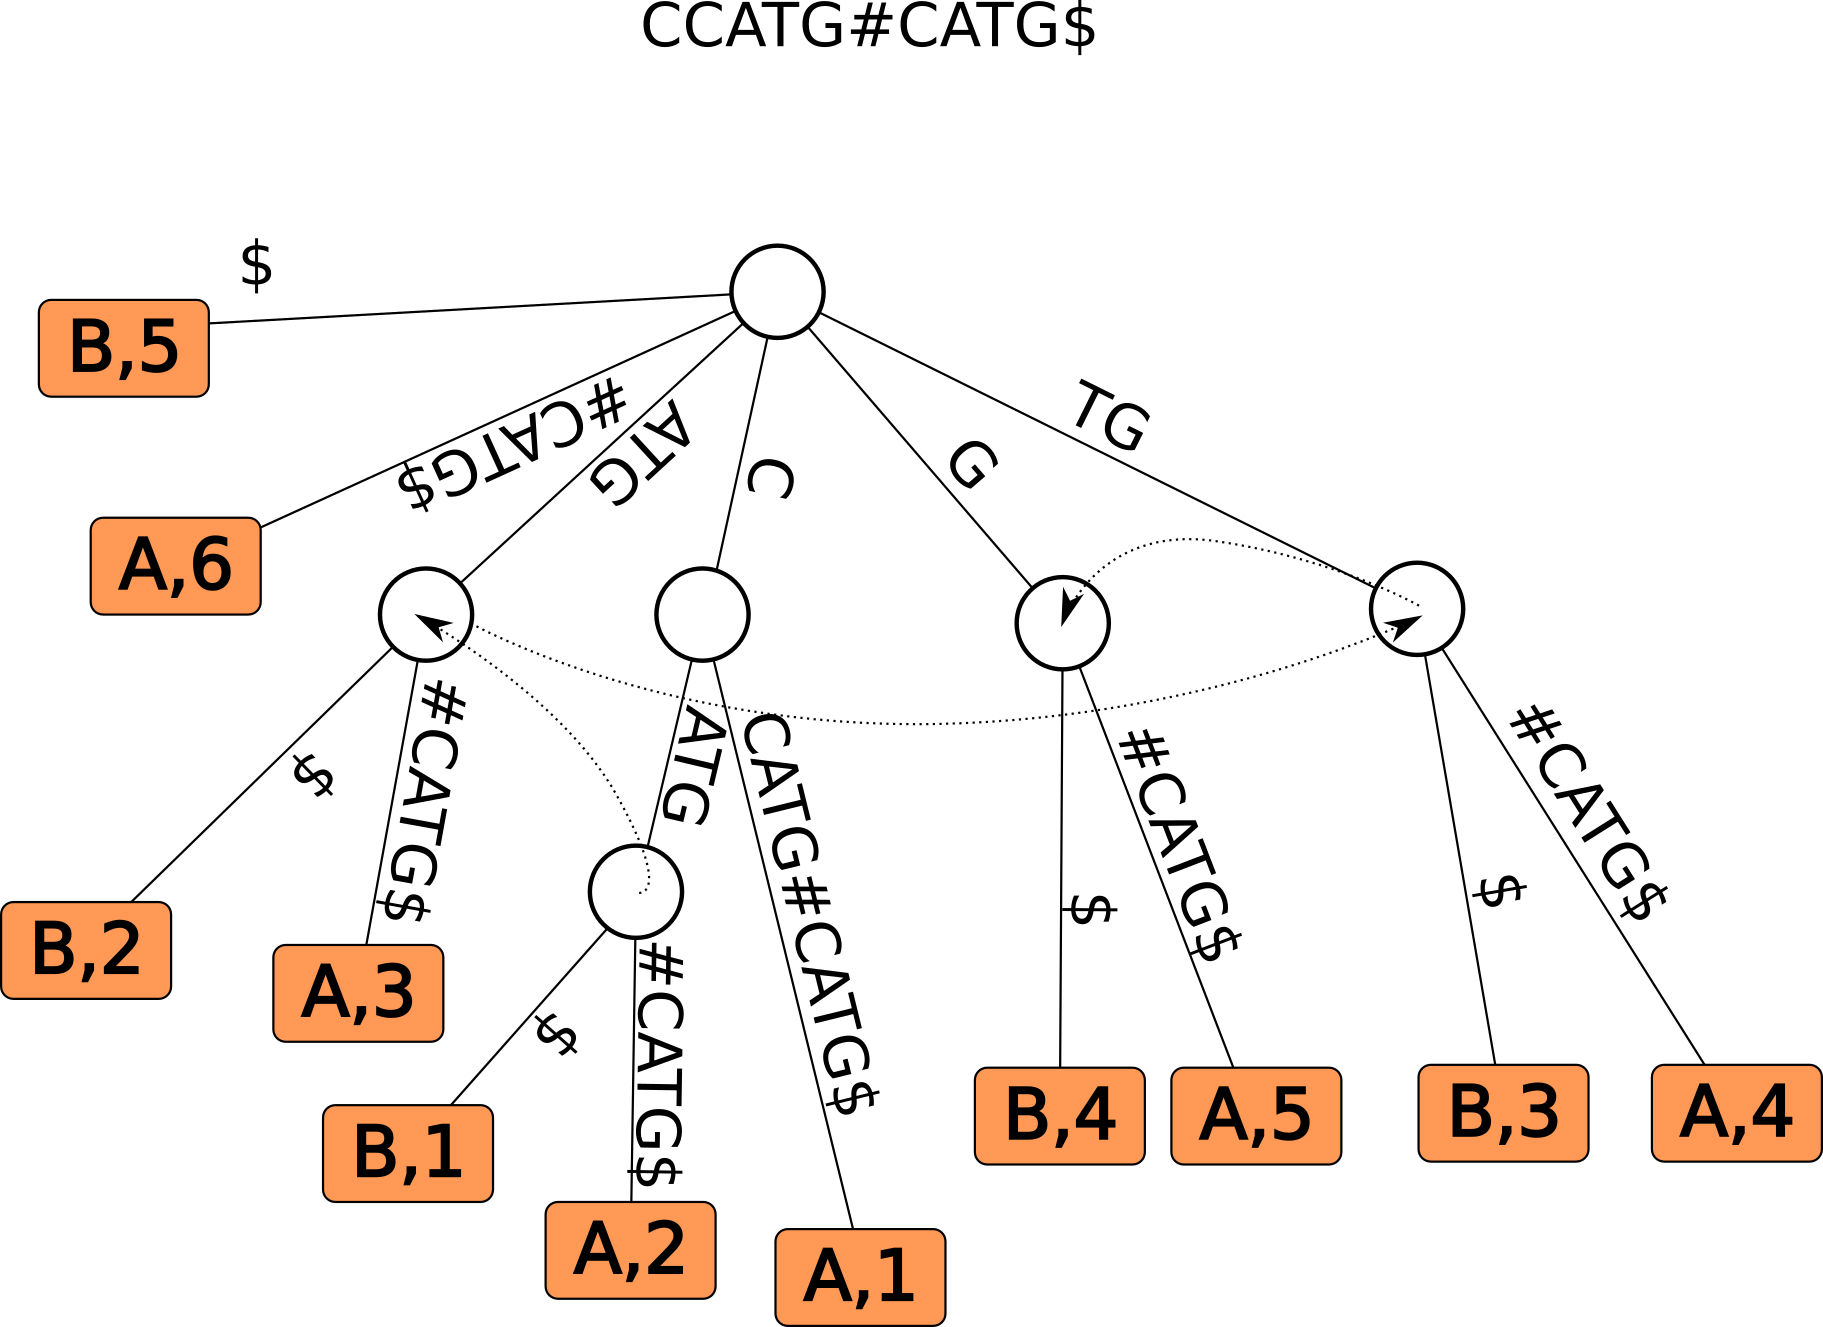 CCATG#CATG$
$
B,5
#CATG$
ATG
C
G
TG
A,6
$
#CATG$
ATG
CATG#CATG$
$
#CATG$
$
#CATG$
B,2
A,3
$
#CATG$
B,4
A,5
B,3
A,4
B,1
A,2
A,1